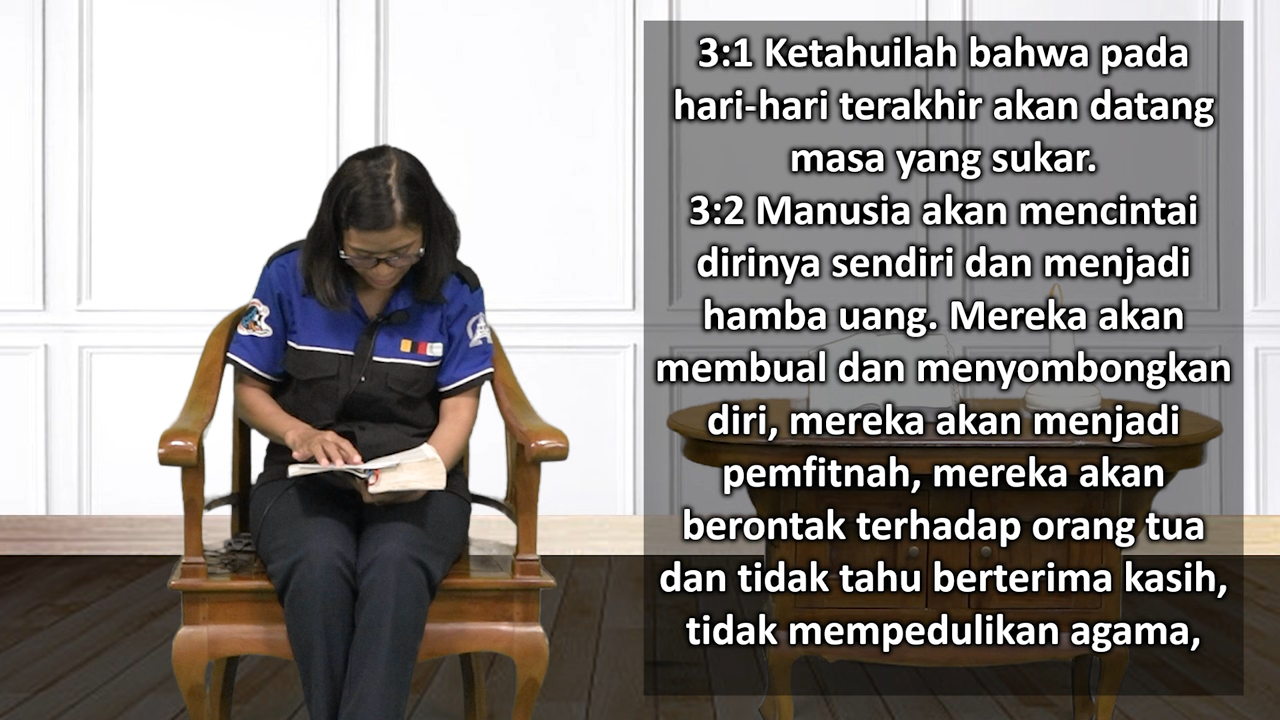 3:1 Ketahuilah bahwa pada
hari-hari terakhir akan datang
masa yang sukar.
3:2 Manusia akan mencintai
dirinya sendiri dan menjadi
hamba uang. Mereka akan
membual dan menyombongkan
diri, mereka akan menjadi
pemfitnah, mereka akan
berontak terhadap orang tua
dan tidak tahu berterima kasih,
tidak mempedulikan agama,